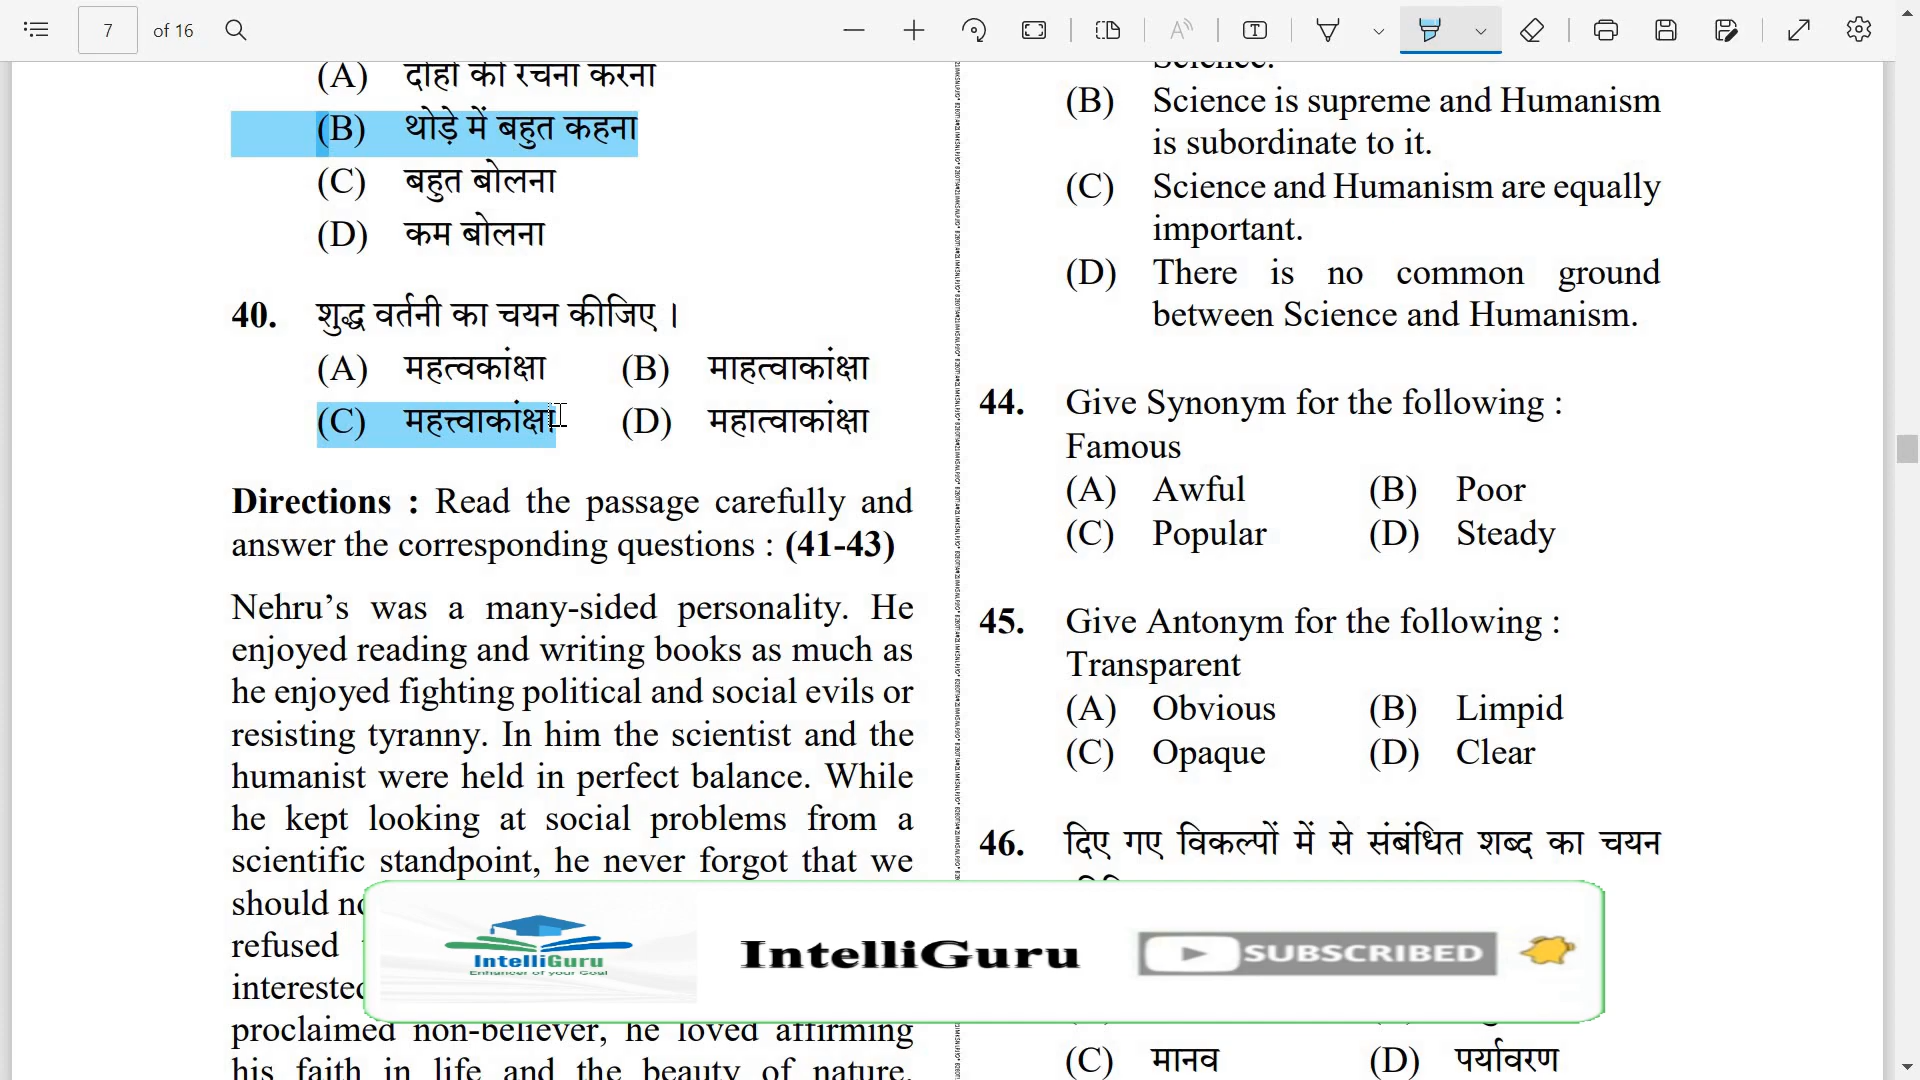 7 of 16
(A) दोहों की रचना करना
(B) थोड़े में बहुत कहना
(C) बहुत बोलना
(D) कम बोलना
40. शुद्ध वर्तनी का चयन कीजिए ।
(A) महत्वकांक्षा (B) माहत्वाकांक्षा
(C) महत्त्वाकांक्षा (D) महात्वाकांक्षा
Directions : Read the passage carefully and
answer the corresponding questions : (41-43)
Nehru’s was a many-sided personality. He
enjoyed reading and writing books as much as
he enjoyed fighting political and social evils or
resisting tyranny. In him the scientist and the
humanist were held in perfect balance. While
he kept looking at social problems from a
scientific standpoint, he never forgot that we
should
refused
interested
proclaimed non-believer, he loved affirming
his faith in life and the beauty of nature.
Science.
(B) Science is supreme and Humanism
is subordinate to it.
(C) Science and Humanism are equally
important.
(D) There is no common ground
between Science and Humanism.
44. Give Synonym for the following :
Famous
(A) Awful (B) Poor
(C) Popular (D) Steady
45. Give Antonym for the following :
Transparent
(A) Obvious (B) Limpid
(C) Opaque (D) Clear
46. दिए गए विकल्पों में से संबंधित शब्द का चयन
(C) मानव (D) पर्यावरण
IntelliGuru
Enhancer of your Goal
IntelliGuru
SUBSCRIBED